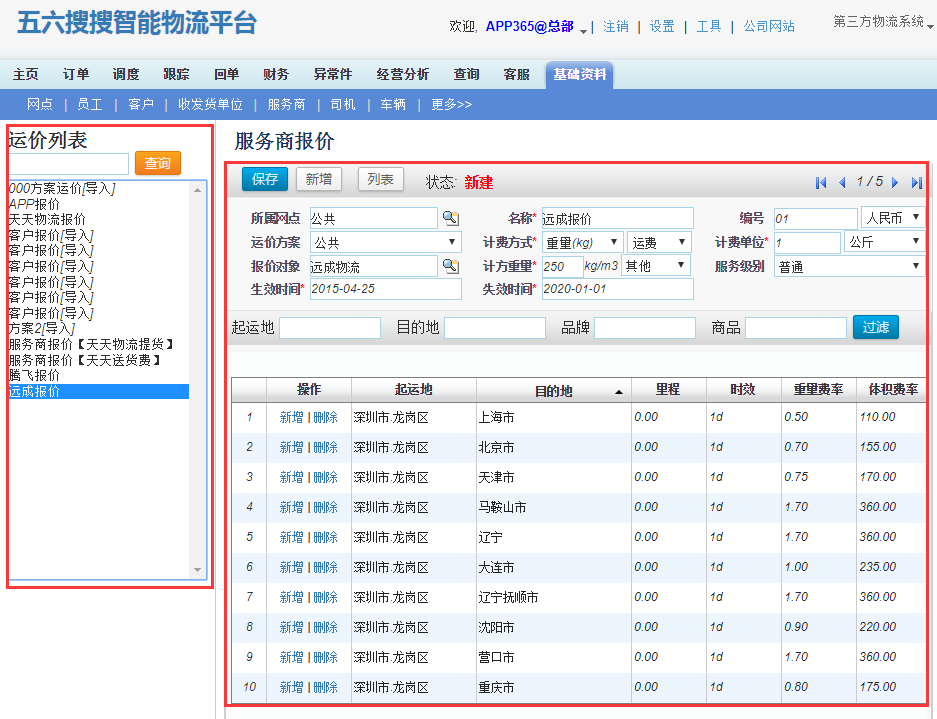 五六搜搜智能物流平台
欢迎, APP365@总部 | 注销 | 设置 | 工具 | 公司网站
第三方物流系统
主页 订单 调度 跟踪 回单 财务 异常件 经营分析 查询 客服 基础资料
网点 | 员工 | 客户 | 收发货单位 | 服务商 | 司机 | 车辆 | 更多>>
运价列表
查询
000方案运价[导入]
APP报价
天天物流报价
客户报价[导入]
客户报价[导入]
客户报价[导入]
客户报价[导入]
客户报价[导入]
客户报价[导入]
方案2[导入]
服务商报价【天天物流提货】
服务商报价【天天送货费】
腾飞报价
远成报价
服务商报价
保存 新增 列表 状态: 新建 1 / 5
所属网点 公共 名称* 远成报价 编号 01 人民币
运价方案 公共 计费方式* 重量(kg) 运费 计费单位* 1 公斤
报价对象 远成物流 计方重量* 250 kg/m3 其他 服务级别 普通
生效时间* 2015-04-25 失效时间* 2020-01-01
起运地 目的地 品牌 商品 过滤
操作 起运地 目的地 里程 时效 重量费率 体积费率
1 新增 | 删除 深圳市.龙岗区 上海市 0.00 1d 0.50 110.00
2 新增 | 删除 深圳市.龙岗区 北京市 0.00 1d 0.70 155.00
3 新增 | 删除 深圳市.龙岗区 天津市 0.00 1d 0.75 170.00
4 新增 | 删除 深圳市.龙岗区 马鞍山市 0.00 1d 1.70 360.00
5 新增 | 删除 深圳市.龙岗区 辽宁 0.00 1d 1.70 360.00
6 新增 | 删除 深圳市.龙岗区 大连市 0.00 1d 1.00 235.00
7 新增 | 删除 深圳市.龙岗区 辽宁抚顺市 0.00 1d 1.70 360.00
8 新增 | 删除 深圳市.龙岗区 沈阳市 0.00 1d 0.90 220.00
9 新增 | 删除 深圳市.龙岗区 营口市 0.00 1d 1.70 360.00
10 新增 | 删除 深圳市.龙岗区 重庆市 0.00 1d 0.80 175.00